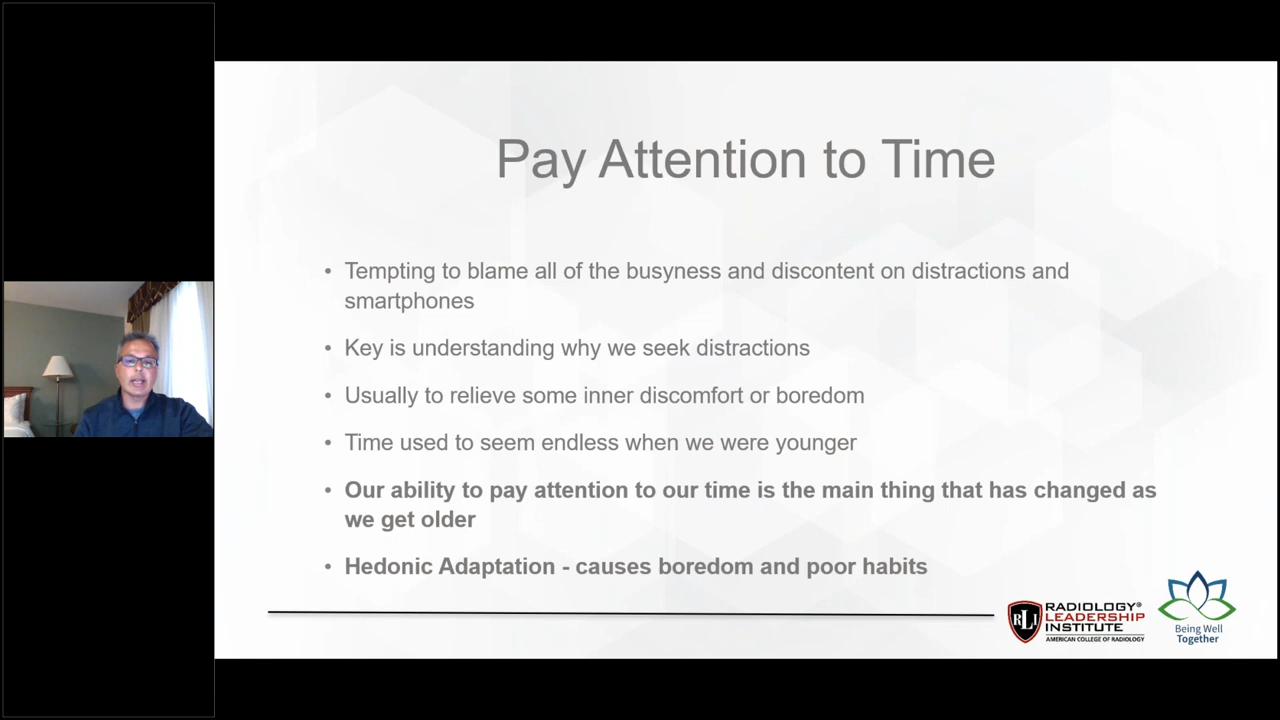 Pay Attention to Time
• Tempting to blame all of the busyness and discontent on distractions and
smartphones
• Key is understanding why we seek distractions
• Usually to relieve some inner discomfort or boredom
• Time used to seem endless when we were younger
• Our ability to pay attention to our time is the main thing that has changed as
we get older
• Hedonic Adaptation - causes boredom and poor habits
RLI
RADIOLOGY®
LEADERSHIP
INSTITUTE
AMERICAN COLLEGE OF RADIOLOGY
Being Well
Together